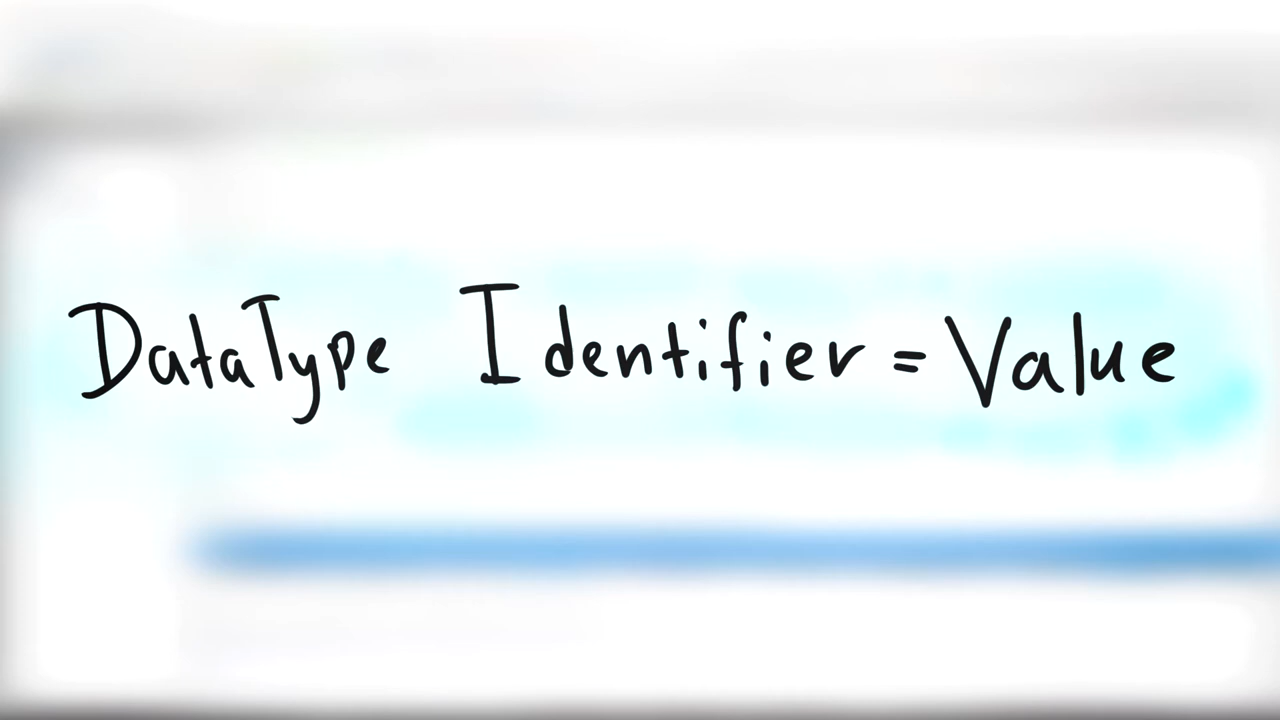 DataType Identifier = Value